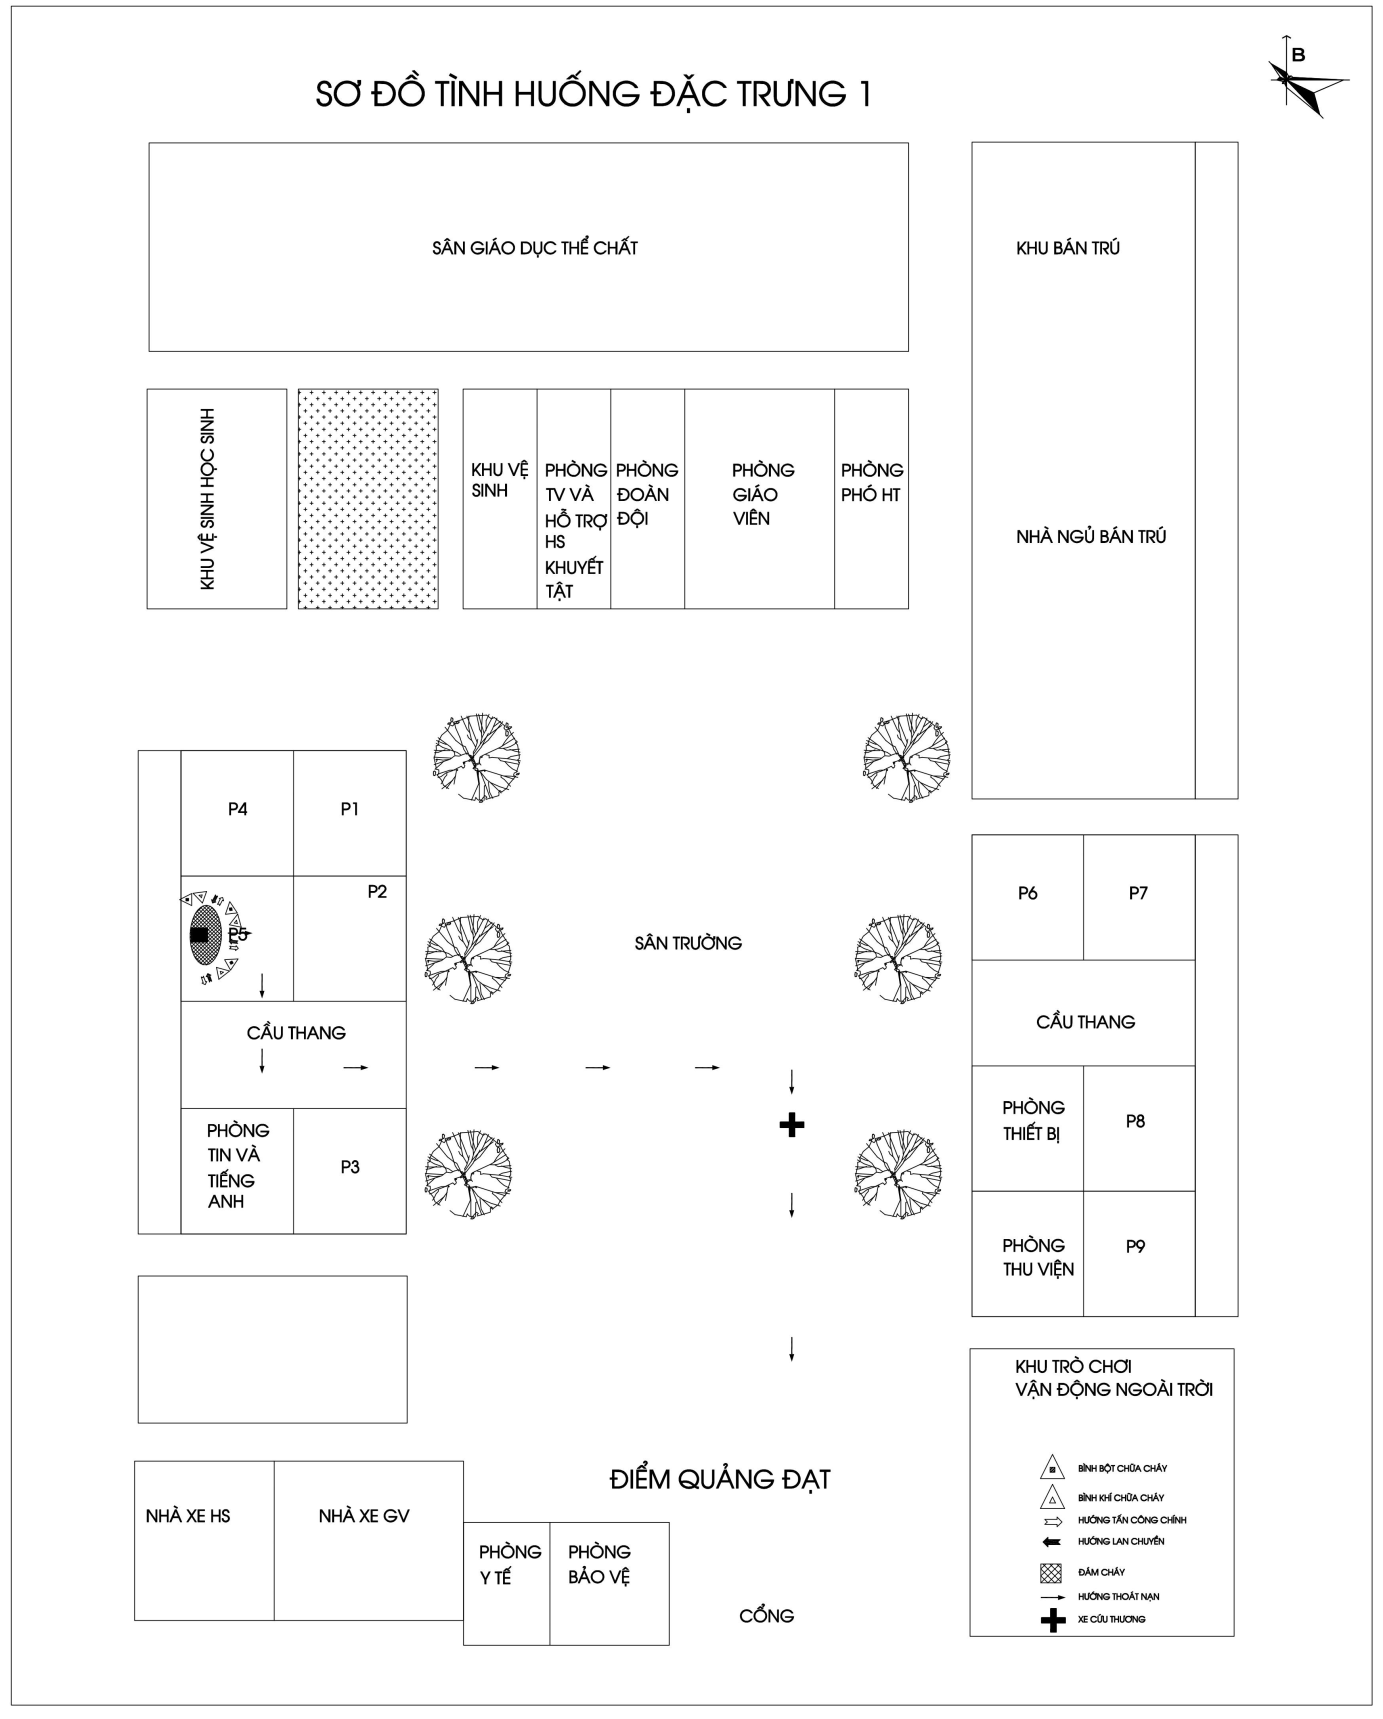 B
SƠ ĐỒ TÌNH HUỐNG ĐẶC TRƯNG 1
SÂN GIÁO DỤC THỂ CHẤT
KHU BÁN TRÚ
KHU VỆ SINH HỌC SINH
KHU VỆ
SINH
PHÒNG
TV VÀ
HỖ TRỢ
HS
KHUYẾT
TẬT
PHÒNG
ĐOÀN
ĐỘI
PHÒNG
GIÁO
VIÊN
PHÒNG
PHÓ HT
NHÀ NGỦ BÁN TRÚ
P4
P1
P2
P5
SÂN TRƯỜNG
P6
P7
CẦU THANG
CẦU THANG
PHÒNG
TIN VÀ
TIẾNG
ANH
P3
PHÒNG
THIẾT BỊ
P8
PHÒNG
THU VIỆN
P9
KHU TRÒ CHƠI
VẬN ĐỘNG NGOÀI TRỜI
BÌNH BỘT CHỮA CHÁY
BÌNH KHÍ CHỮA CHÁY
HƯỚNG TẤN CÔNG CHÍNH
HƯỚNG LAN CHUYỀN
ĐÁM CHÁY
HƯỚNG THOÁT NẠN
XE CỨU THƯƠNG
ĐIỂM QUẢNG ĐẠT
NHÀ XE HS
NHÀ XE GV
PHÒNG
Y TẾ
PHÒNG
BẢO VỆ
CỔNG